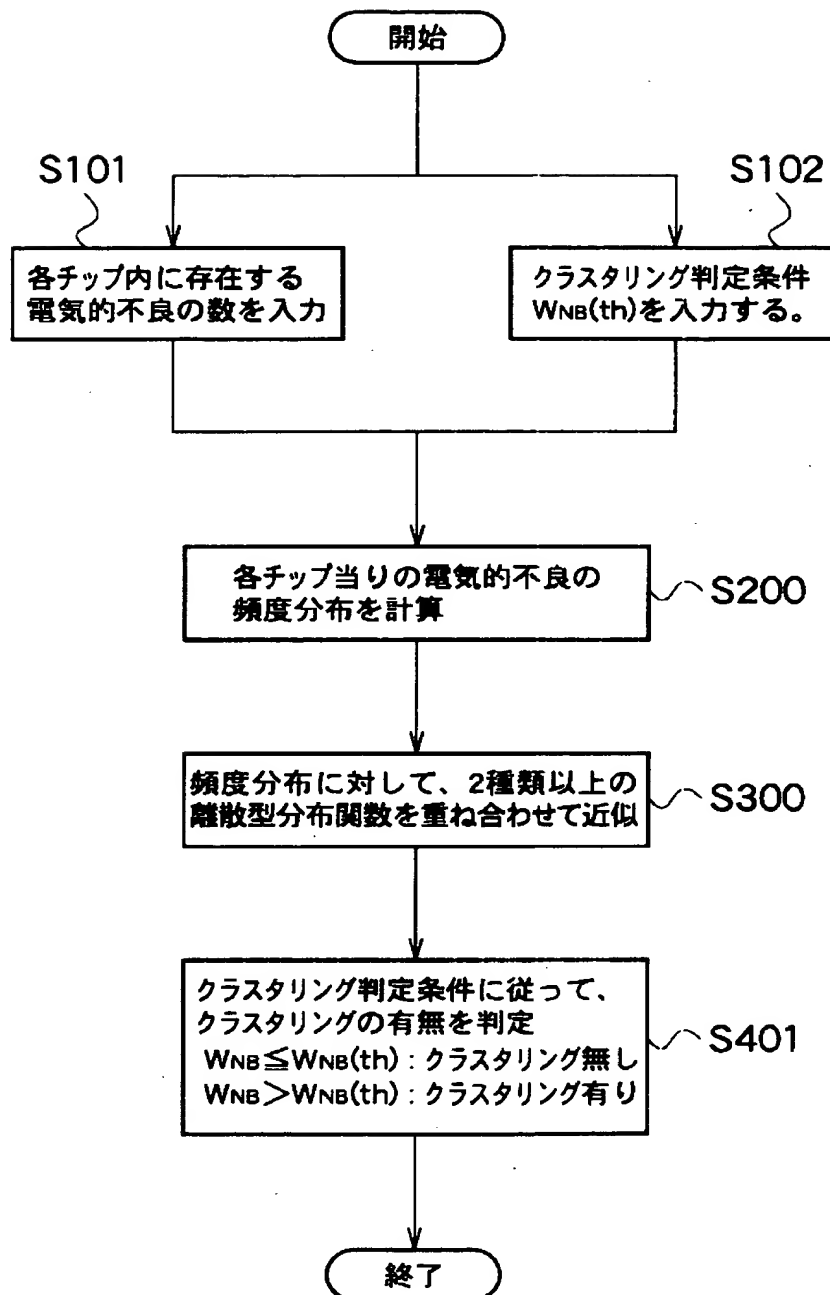 開始
S101
S102
各チップ内に存在する
電気的不良の数を入力
クラスタリング判定条件
WNB(th)を入力する。
各チップ当りの電気的不良の
頻度分布を計算
S200
頻度分布に対して、2種類以上の
離散型分布関数を重ね合わせて近似
S300
クラスタリング判定条件に従って、
クラスタリングの有無を判定
WNB≦WNB(th):クラスタリング無し
WNB>WNB(th):クラスタリング有り
S401
終了